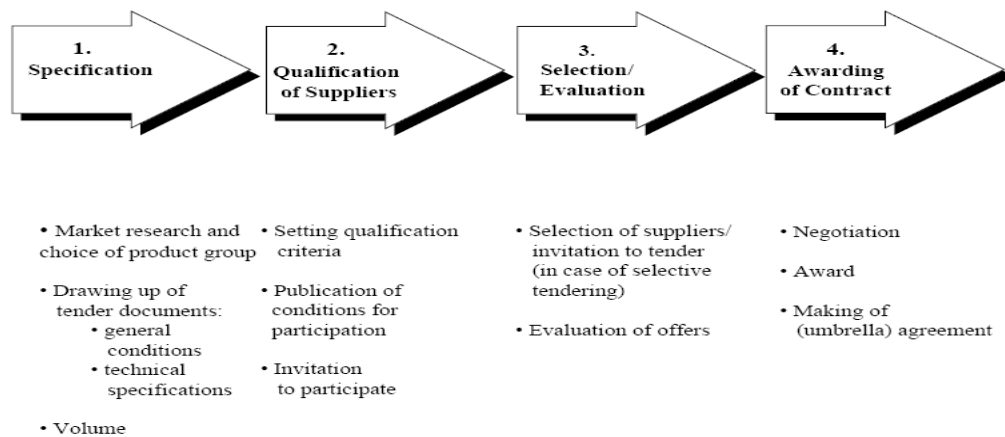 1.
Specification
2.
Qualification
of Suppliers
3.
Selection/
Evaluation
4.
Awarding
of Contract
• Market research and
choice of product group
• Drawing up of
tender documents:
• general
conditions
• technical
specifications
• Volume
• Setting qualification
criteria
• Publication of
conditions for
participation
• Invitation
to participate
• Selection of suppliers/
invitation to tender
(in case of selective
tendering)
• Evaluation of offers
• Negotiation
• Award
• Making of
(umbrella) agreement